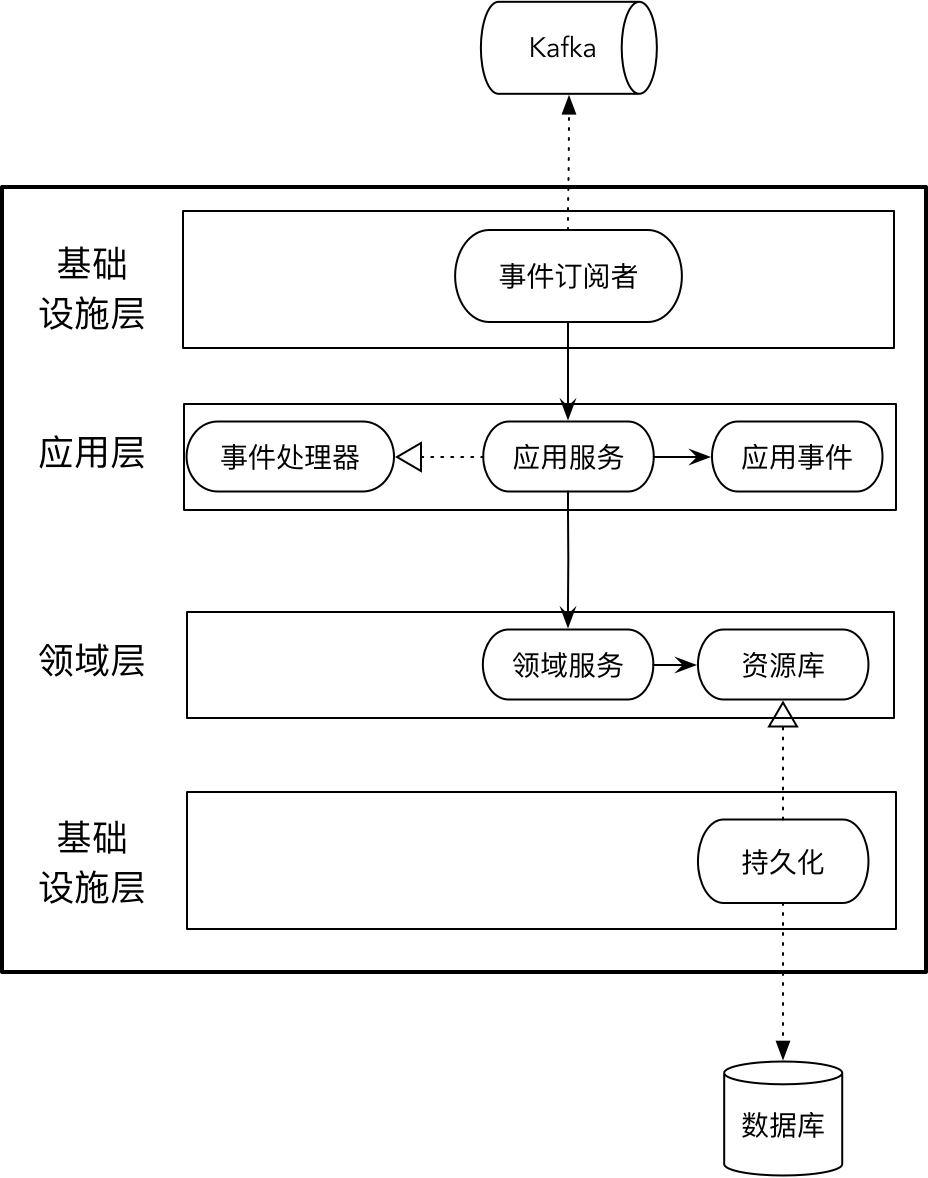 Kafka
基础
设施层
事件订阅者
应用层
事件处理器
应用服务
应用事件
领域层
领域服务
资源库
基础
设施层
持久化
数据库